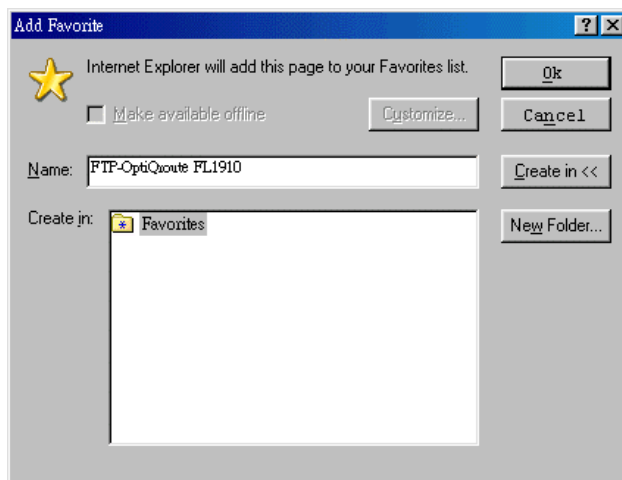 Add Favorite
Internet Explorer will add this page to your Favorites list.
Ok
Make available offline
Customize...
Cancel
Name:
FTP-OptiQroute FL1910
Create in <<
Create in:
Favorites
New Folder...